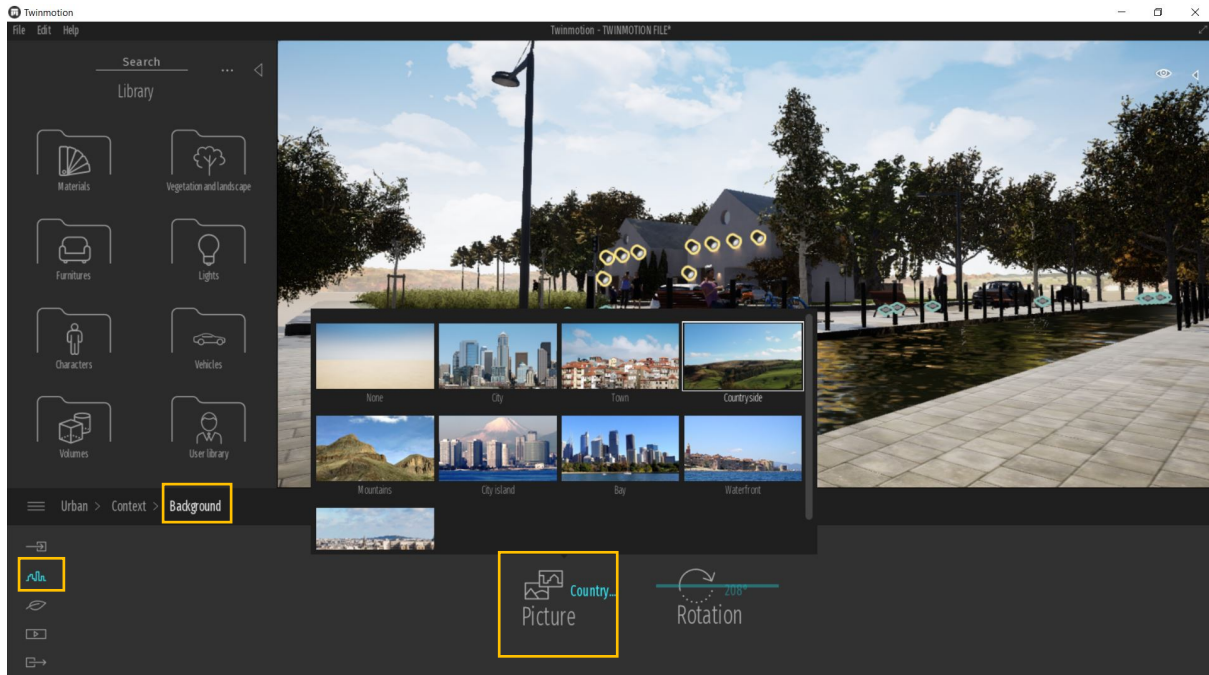 Twinmotion
File Edit Help
Twinmotion - TWINMOTION FILE*
Search
...
Library
Materials
Vegetation and landscape
Furnitures
Lights
Characters
Vehicles
Volumes
User library
None
City
Town
Countryside
Mountains
City island
Bay
Waterfront
Urban > Context > Background
Country...
Picture
208°
Rotation